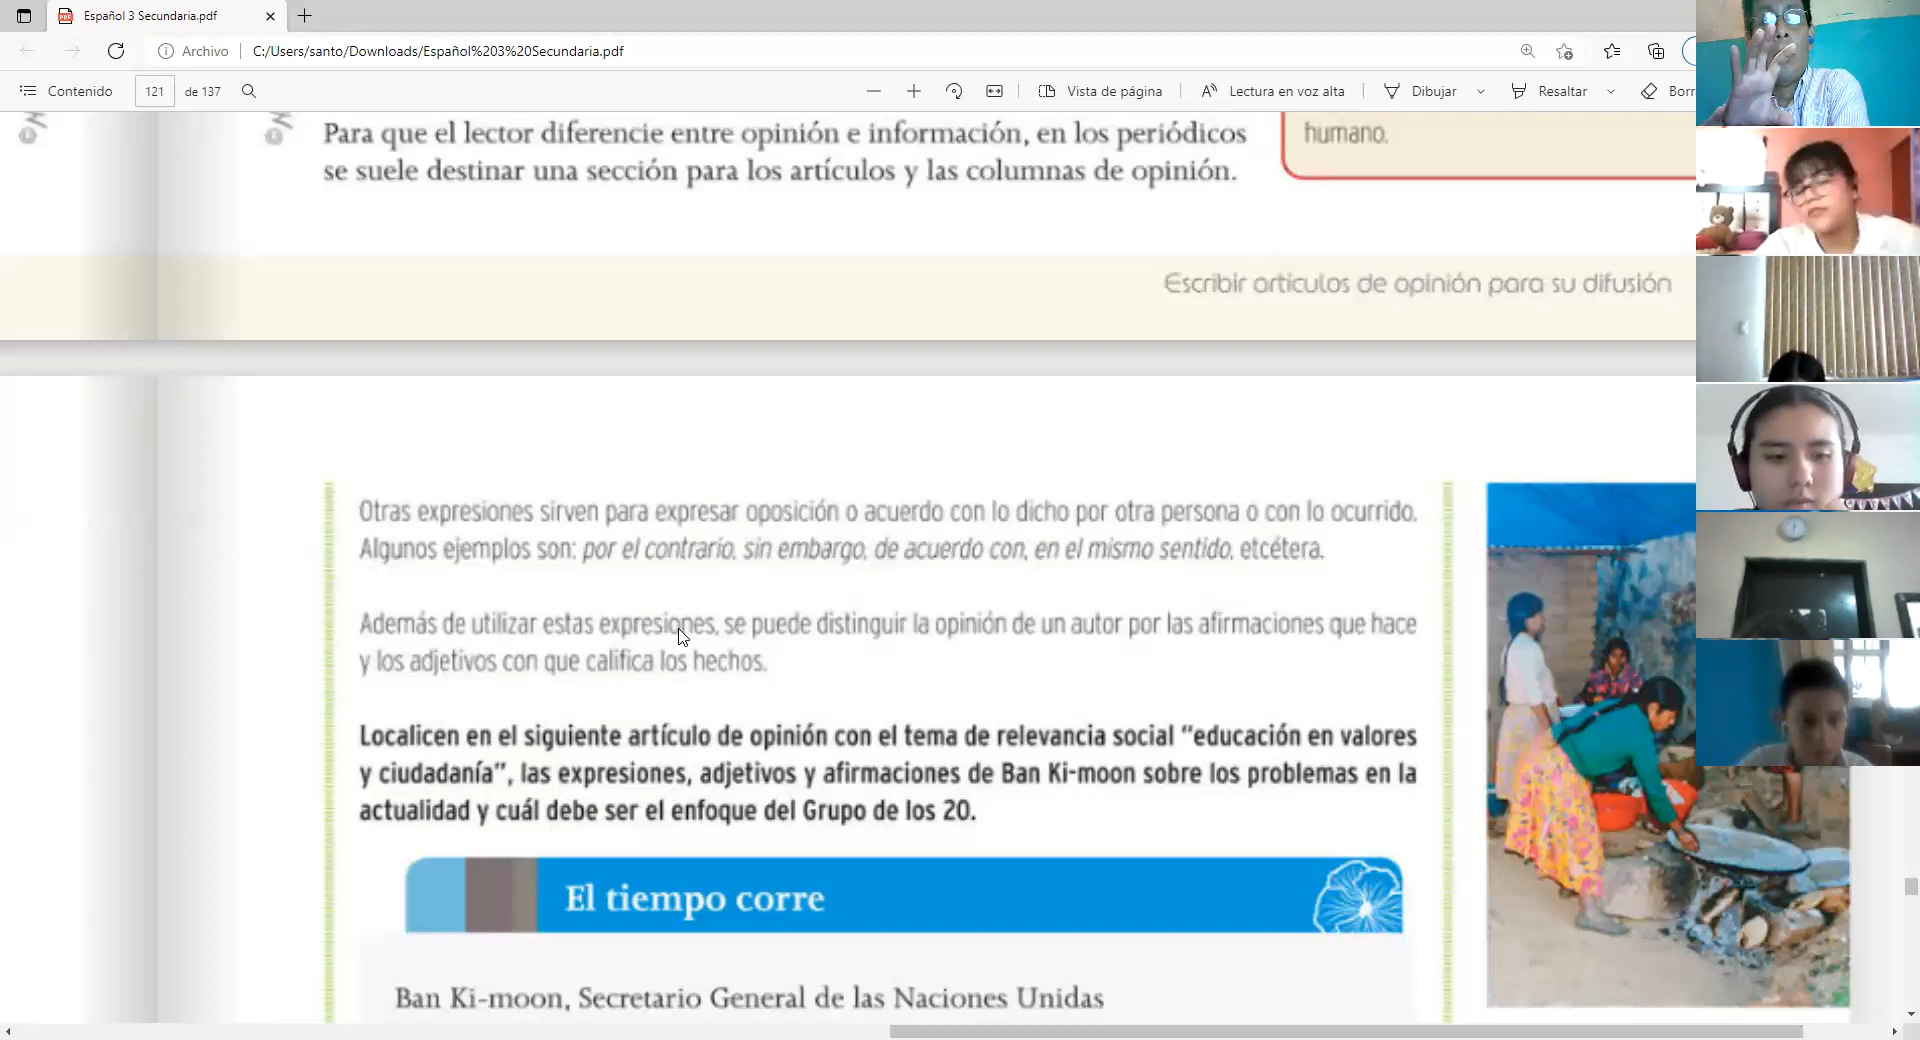 Español 3 Secundaria.pdf
Archivo
C:/Users/santo/Downloads/Español%203%20Secundaria.pdf
Contenido
121
de 137
Vista de página
Lectura en voz alta
Dibujar
Resaltar
Borra
Para que el lector diferencie entre opinión e información, en los periódicos
se suele destinar una sección para los artículos y las columnas de opinión.
humano.
Escribir artículos de opinión para su difusión
Otras expresiones sirven para expresar oposición o acuerdo con lo dicho por otra persona o con lo ocurrido.
Algunos ejemplos son: por el contrario, sin embargo, de acuerdo con, en el mismo sentido, etcétera.
Además de utilizar estas expresiones, se puede distinguir la opinión de un autor por las afirmaciones que hace
y los adjetivos con que califica los hechos.
Localicen en el siguiente artículo de opinión con el tema de relevancia social "educación en valores
y ciudadanía", las expresiones, adjetivos y afirmaciones de Ban Ki-moon sobre los problemas en la
actualidad y cuál debe ser el enfoque del Grupo de los 20.
El tiempo corre
Ban Ki-moon, Secretario General de las Naciones Unidas